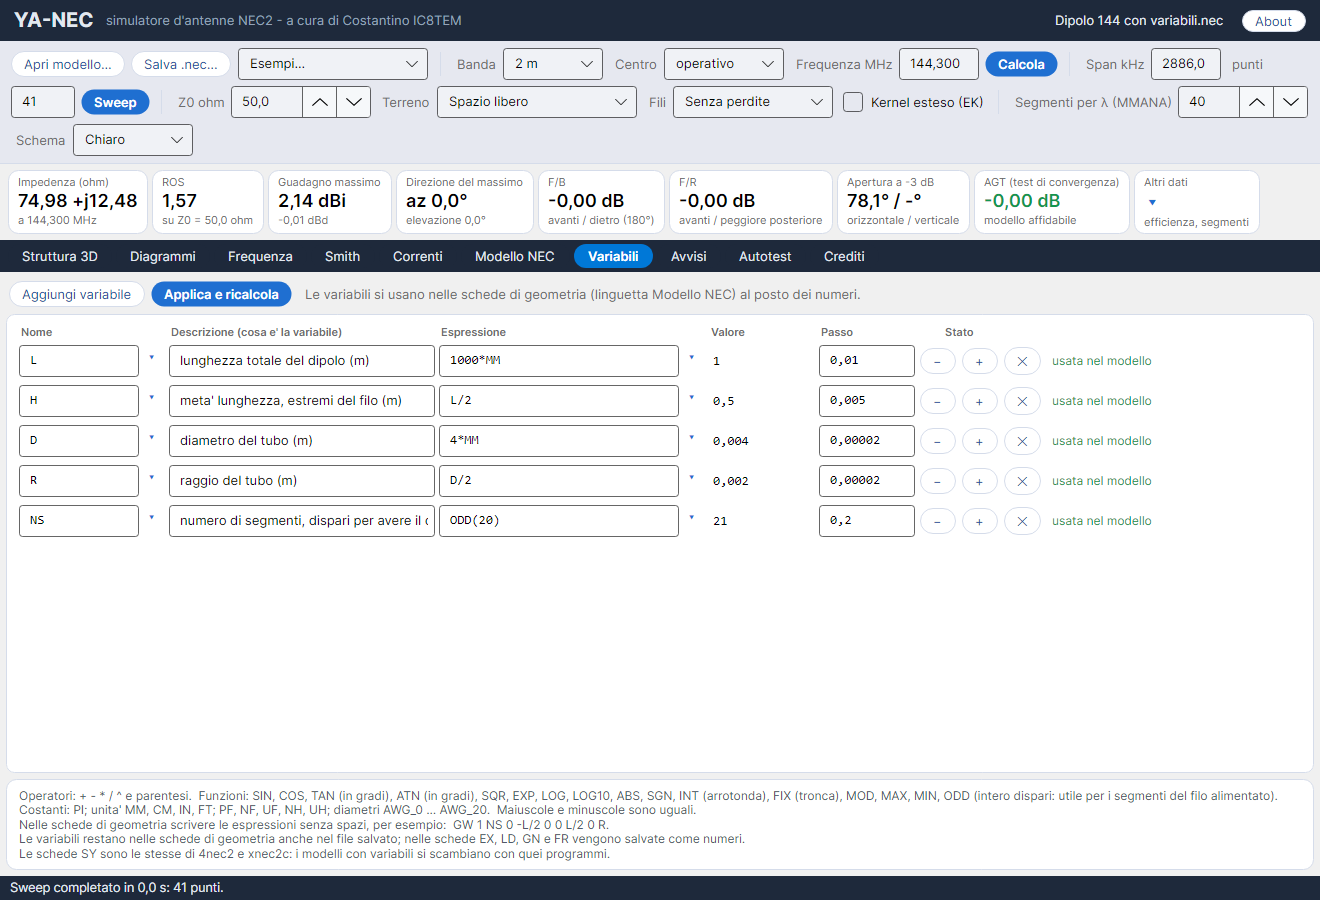 YA-NEC simulatore d'antenne NEC2 - a cura di Costantino IC8TEM Dipolo 144 con variabili.nec About
Apri modello... Salva .nec... Esempi... Banda 2 m Centro operativo Frequenza MHz 144,300 Calcola Span kHz 2886,0 punti
41 Sweep Z0 ohm 50,0 Terreno Spazio libero Fili Senza perdite Kernel esteso (EK) Segmenti per λ (MMANA) 40
Schema Chiaro
Impedenza (ohm) ROS Guadagno massimo Direzione del massimo F/B F/R Apertura a -3 dB AGT (test di convergenza) Altri dati
74,98 +j12,48 1,57 2,14 dBi az 0,0° -0,00 dB -0,00 dB 78,1° / -° -0,00 dB
a 144,300 MHz su Z0 = 50,0 ohm -0,01 dBd elevazione 0,0° avanti / dietro (180°) avanti / peggiore posteriore orizzontale / verticale modello affidabile efficienza, segmenti
Struttura 3D Diagrammi Frequenza Smith Correnti Modello NEC Variabili Avvisi Autotest Crediti
Aggiungi variabile Applica e ricalcola Le variabili si usano nelle schede di geometria (linguetta Modello NEC) al posto dei numeri.
Nome Descrizione (cosa e' la variabile) Espressione Valore Passo Stato
L lunghezza totale del dipolo (m) 1000*MM 1 0,01 - + × usata nel modello
H meta' lunghezza, estremi del filo (m) L/2 0,5 0,005 - + × usata nel modello
D diametro del tubo (m) 4*MM 0,004 0,00002 - + × usata nel modello
R raggio del tubo (m) D/2 0,002 0,00002 - + × usata nel modello
NS numero di segmenti, dispari per avere il ODD(20) 21 0,2 - + × usata nel modello
Operatori: + - * / ^ e parentesi. Funzioni: SIN, COS, TAN (in gradi), ATN (in gradi), SQR, EXP, LOG, LOG10, ABS, SGN, INT (arrotonda), FIX (tronca), MOD, MAX, MIN, ODD (intero dispari: utile per i segmenti del filo alimentato).
Costanti: PI; unita' MM, CM, IN, FT; PF, NF, UF, NH, UH; diametri AWG_0 ... AWG_20. Maiuscole e minuscole sono uguali.
Nelle schede di geometria scrivere le espressioni senza spazi, per esempio: GW 1 NS 0 -L/2 0 0 L/2 0 R.
Le variabili restano nelle schede di geometria anche nel file salvato; nelle schede EX, LD, GN e FR vengono salvate come numeri.
Le schede SY sono le stesse di 4nec2 e xnec2c: i modelli con variabili si scambiano con quei programmi.
Sweep completato in 0,0 s: 41 punti.